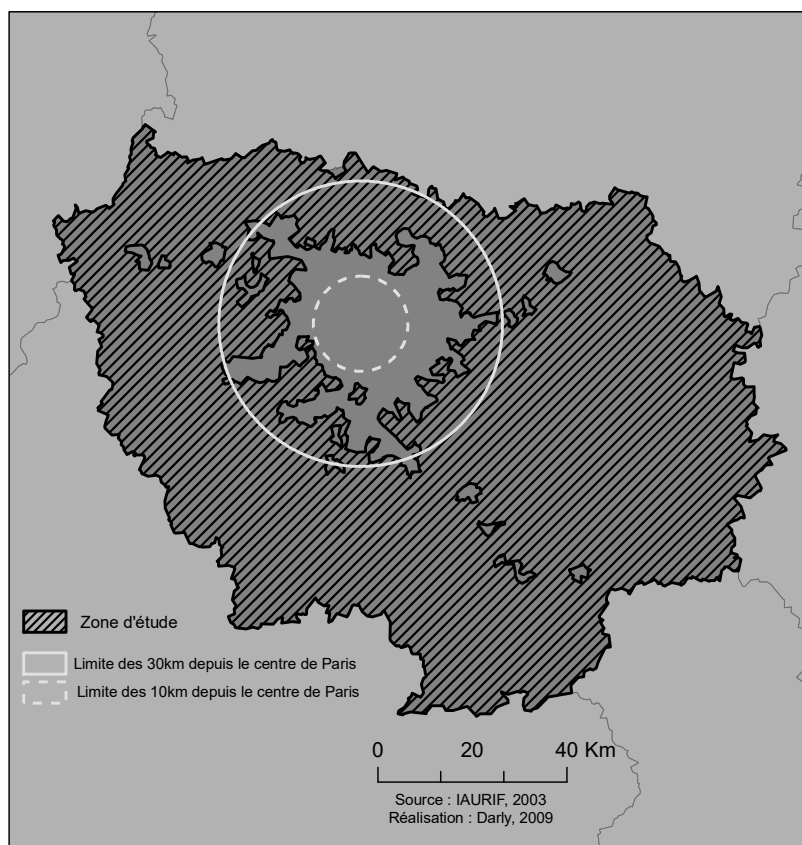 Zone d'étude
Limite des 30km depuis le centre de Paris
Limite des 10km depuis le centre de Paris
0 20 40 Km
Source : IAURIF, 2003
Réalisation : Darly, 2009